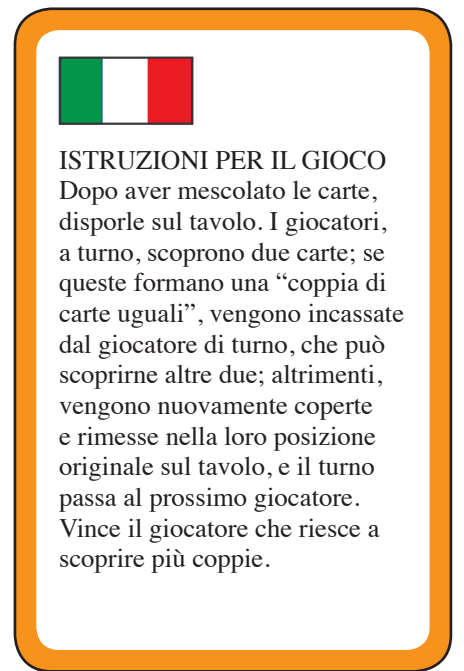 ISTRUZIONI PER IL GIOCO
Dopo aver mescolato le carte,
disporle sul tavolo. I giocatori,
a turno, scoprono due carte; se
queste formano una “coppia di
carte uguali”, vengono incassate
dal giocatore di turno, che può
scoprirne altre due; altrimenti,
vengono nuovamente coperte
e rimesse nella loro posizione
originale sul tavolo, e il turno
passa al prossimo giocatore.
Vince il giocatore che riesce a
scoprire più coppie.